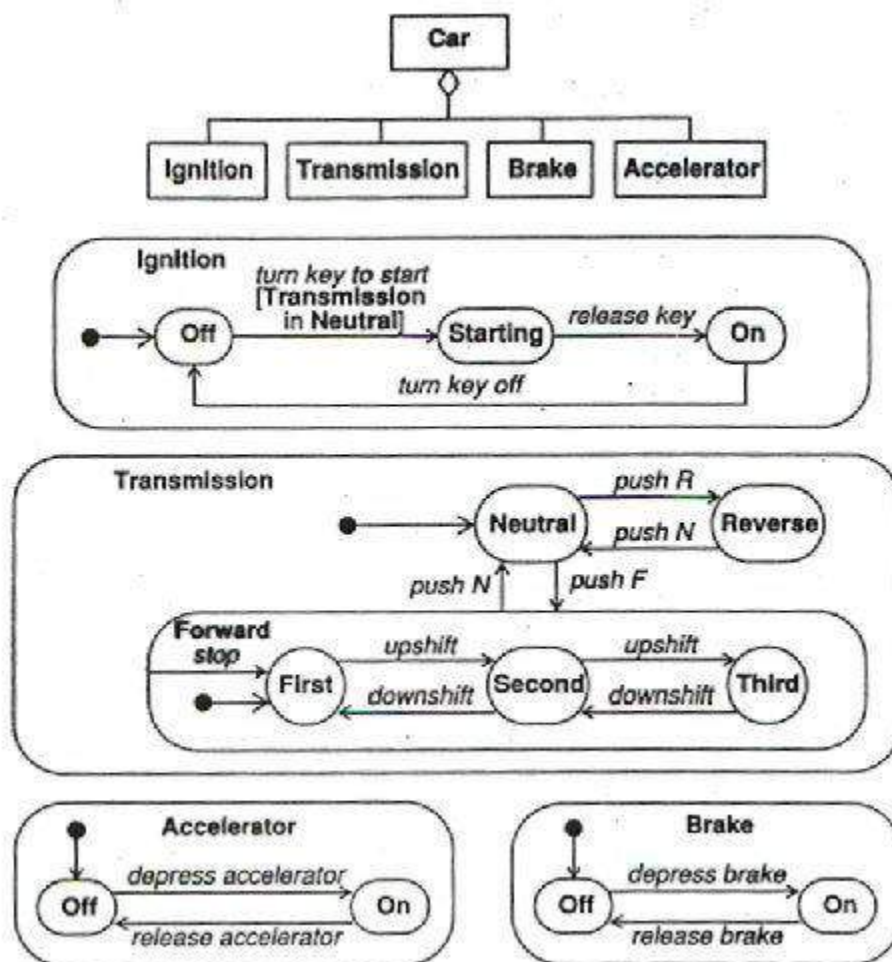 Car
Ignition
Transmission
Brake
Accelerator
Ignition
turn key to start
[Transmission
in Neutral]
Off
Starting
release key
On
turn key off
Transmission
push R
Neutral
Reverse
push N
push N
push F
Forward
stop
upshift
upshift
First
Second
Third
downshift
downshift
Accelerator
depress accelerator
Off
On
release accelerator
Brake
depress brake
Off
On
release brake